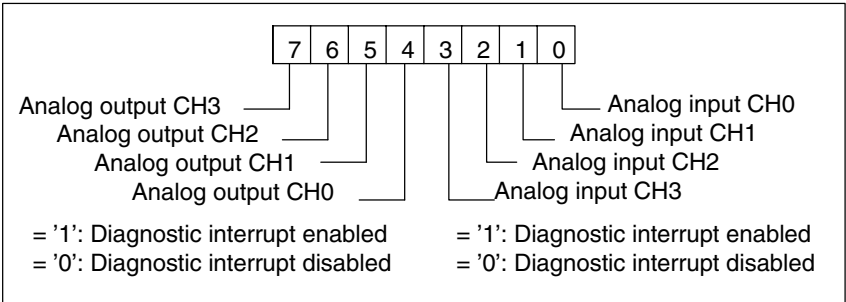 7 6 5 4 3 2 1 0
Analog output CH3 Analog input CH0
Analog output CH2 Analog input CH1
Analog output CH1 Analog input CH2
Analog output CH0 Analog input CH3
= '1': Diagnostic interrupt enabled = '1': Diagnostic interrupt enabled
= '0': Diagnostic interrupt disabled = '0': Diagnostic interrupt disabled